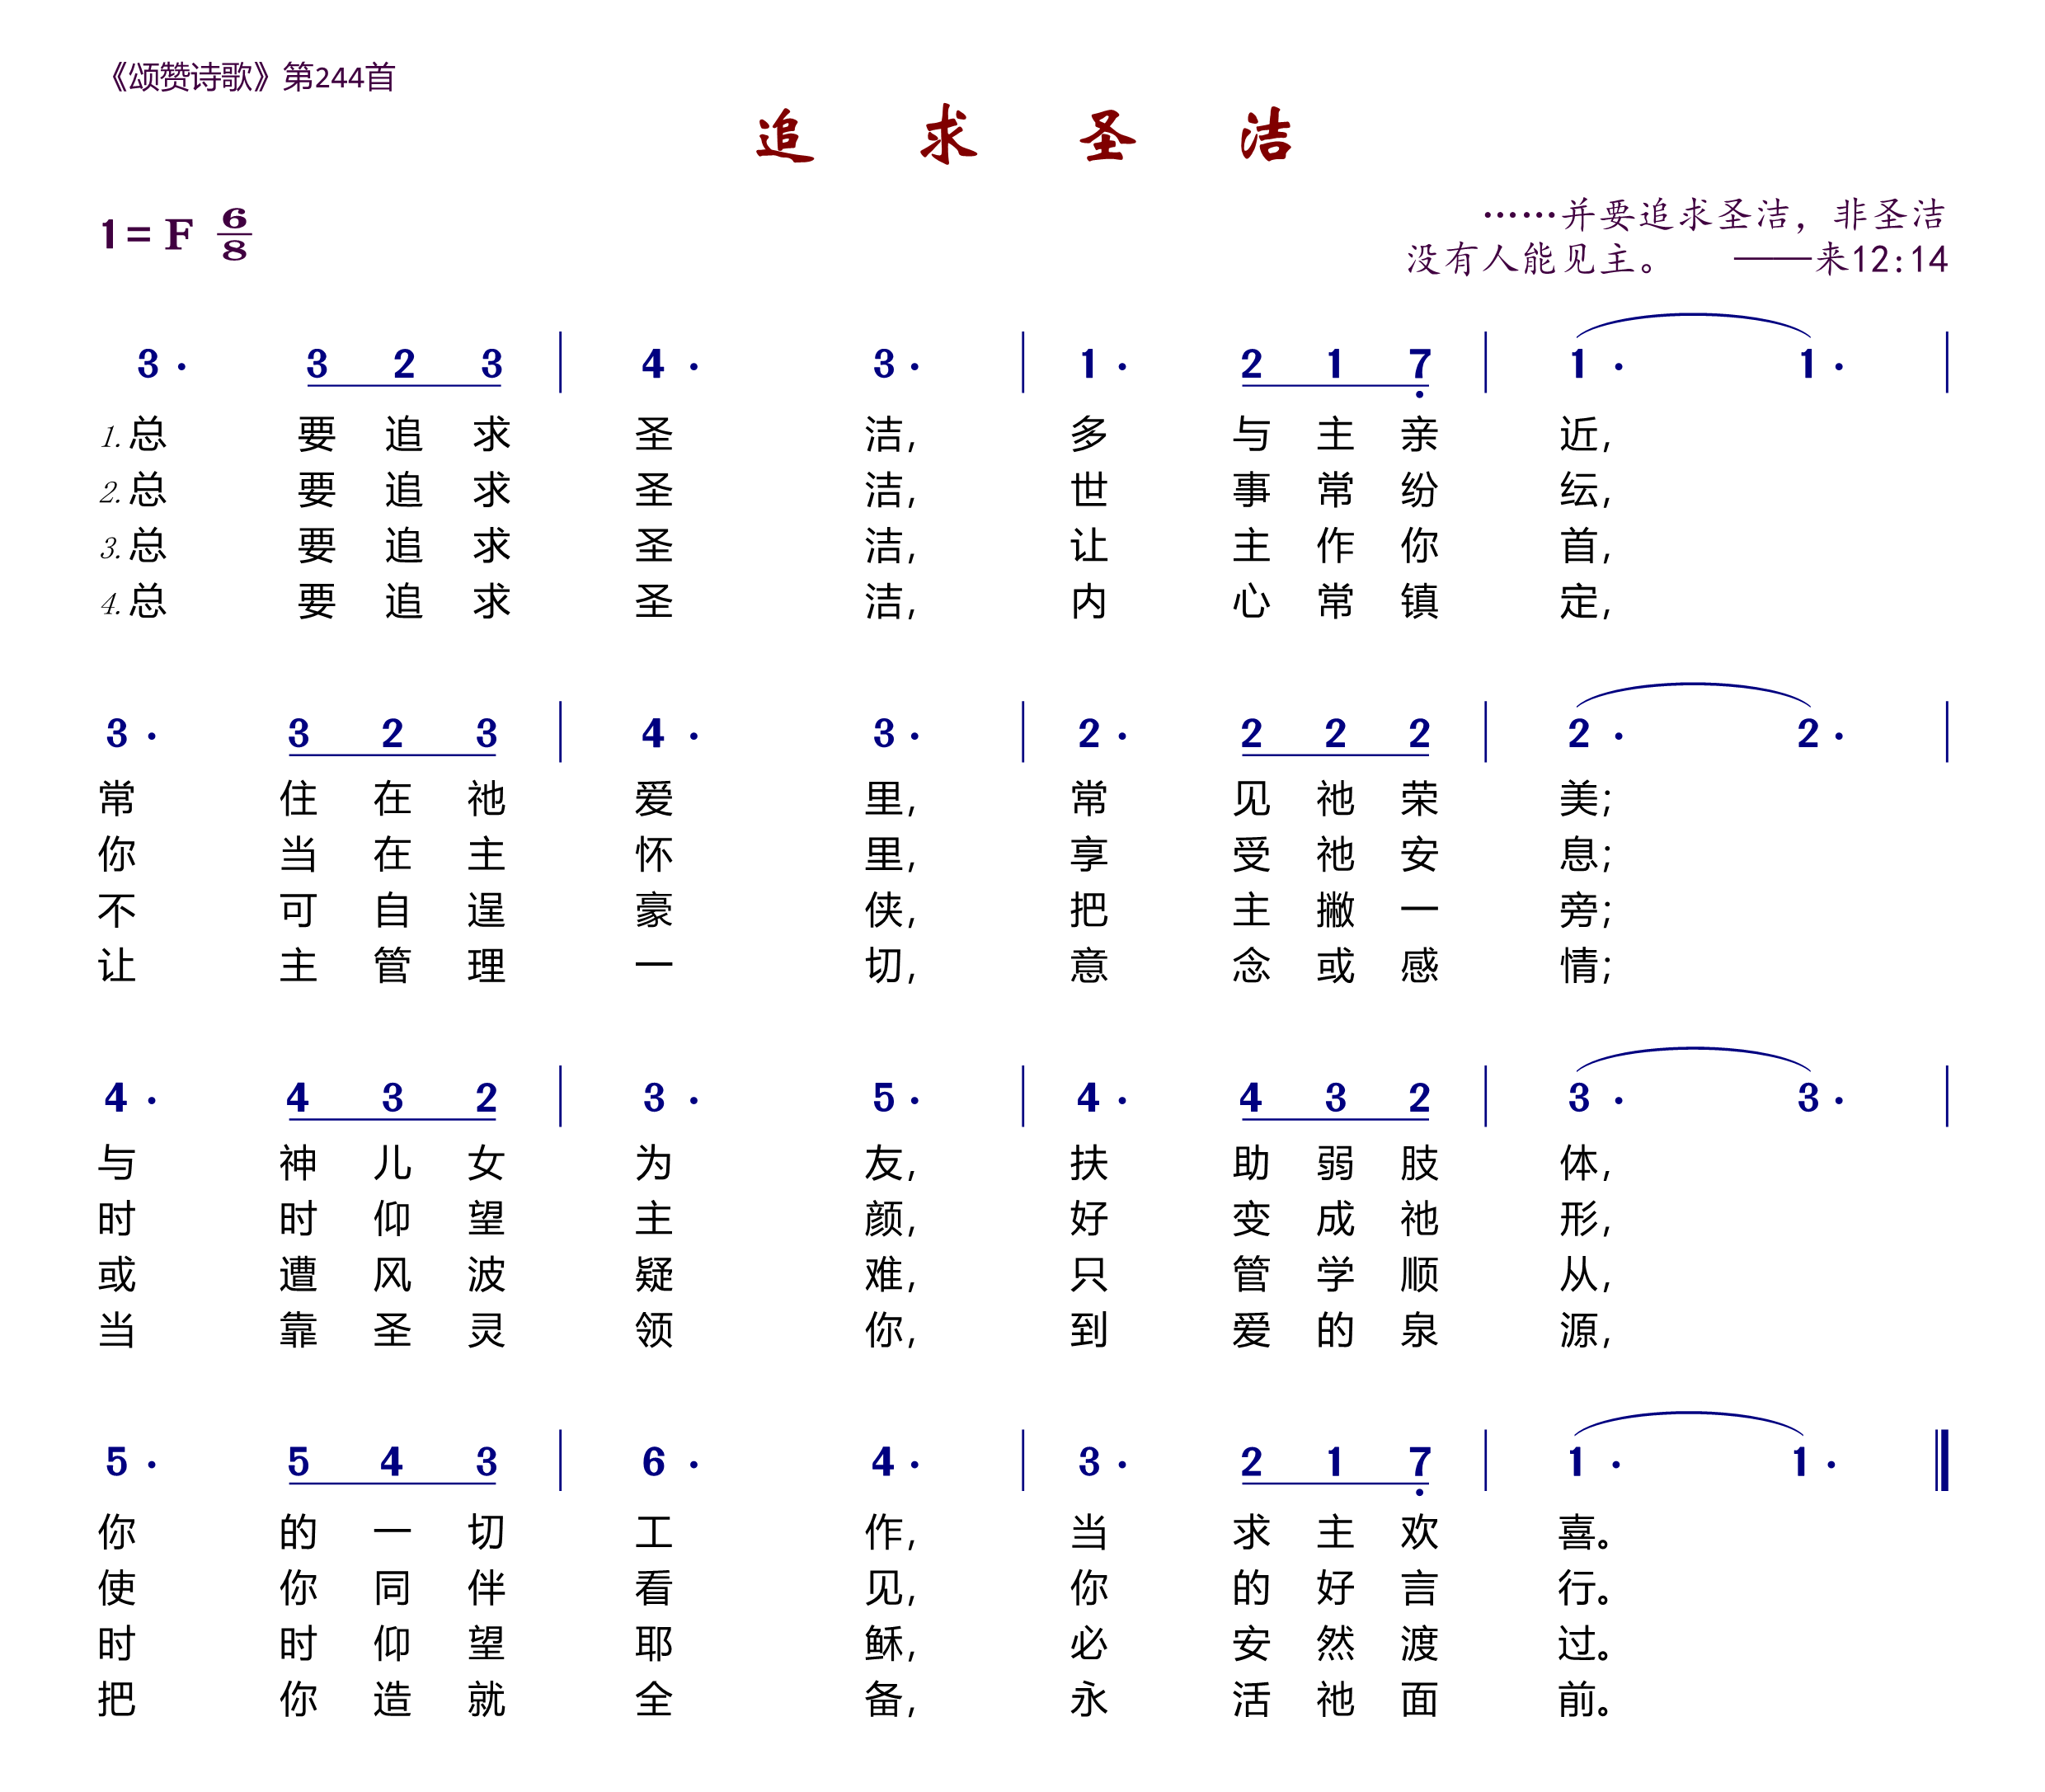 《颂赞诗歌》第244首
追 求 圣 洁
1= F 6/8
……并要追求圣洁，非圣洁
没有人能见主。 ——来12:14
3· 3 2 3 | 4· 3· | 1· 2 1 7̣ | 1· 1· |
1.总 要 追 求 圣 洁， 多 与 主 亲 近，
2.总 要 追 求 圣 洁， 世 事 常 纷 纭，
3.总 要 追 求 圣 洁， 让 主 作 你 首，
4.总 要 追 求 圣 洁， 内 心 常 镇 定，
3· 3 2 3 | 4· 3· | 2· 2 2 2 | 2· 2· |
常 住 在 祂 爱 里， 常 见 祂 荣 美；
你 当 在 主 怀 里， 享 受 祂 安 息；
不 可 自 逞 豪 侠， 把 主 撇 一 旁；
让 主 管 理 一 切， 意 念 或 感 情；
4· 4 3 2 | 3· 5· | 4· 4 3 2 | 3· 3· |
与 神 儿 女 为 友， 扶 助 弱 肢 体，
时 时 仰 望 主 颜， 好 变 成 祂 形，
或 遭 风 波 疑 难， 只 管 学 顺 从，
当 靠 圣 灵 领 你， 到 爱 的 泉 源，
5· 5 4 3 | 6· 4· | 3· 2 1 7̣ | 1· 1· ‖
你 的 一 切 工 作， 当 求 主 欢 喜。
使 你 同 伴 看 见， 你 的 好 言 行。
时 时 仰 望 耶 稣， 必 安 然 渡 过。
把 你 造 就 全 备， 永 活 祂 面 前。